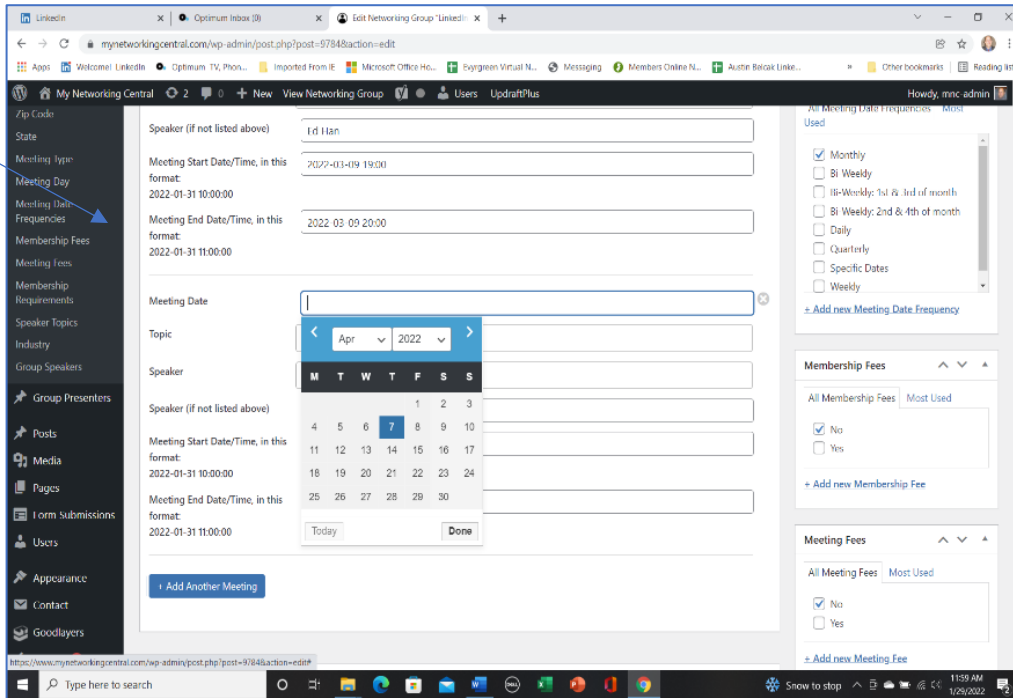 LinkedIn
Optimum Inbox (0)
Edit Networking Group "LinkedIn
mynetworkingcentral.com/wp-admin/post.php?post=9784&action=edit
Apps Welcome! LinkedIn Optimum TV, Phon... Imported From IE Microsoft Office Ho... Evyrgreen Virtual N... Messaging Members Online N... Austin Belcak Linke... » Other bookmarks Reading list
My Networking Central 2 0 + New View Networking Group Users UpdraftPlus Howdy, mnc-admin
Zip Code
State
Meeting Type
Meeting Day
Meeting Date
Frequencies
Membership Fees
Meeting Fees
Membership
Requirements
Speaker Topics
Industry
Group Speakers
Group Presenters
Posts
Media
Pages
Form Submissions
Users
Appearance
Contact
Goodlayers
Speaker (if not listed above)
Ed Han
Meeting Start Date/Time, in this
format:
2022-01-31 10:00:00
2022-03-09 19:00
Meeting End Date/Time, in this
format:
2022-01-31 11:00:00
2022-03-09 20:00
Meeting Date
Topic
Speaker
Speaker (if not listed above)
Meeting Start Date/Time, in this
format:
2022-01-31 10:00:00
Meeting End Date/Time, in this
format:
2022-01-31 11:00:00
Apr 2022
M T W T F S S
1 2 3
4 5 6 7 8 9 10
11 12 13 14 15 16 17
18 19 20 21 22 23 24
25 26 27 28 29 30
Today Done
+ Add Another Meeting
All Meeting Date Frequencies Most
Used
Monthly
Bi-Weekly
Bi-Weekly: 1st & 3rd of month
Bi-Weekly: 2nd & 4th of month
Daily
Quarterly
Specific Dates
Weekly
+ Add new Meeting Date Frequency
Membership Fees
All Membership Fees Most Used
No
Yes
+ Add new Membership Fee
Meeting Fees
All Meeting Fees Most Used
No
Yes
+ Add new Meeting Fee
https://www.mynetworkingcentral.com/wp-admin/post.php?post=9784&action=edit#
Type here to search
DELL
Snow to stop
11:59 AM
1/29/2022
2